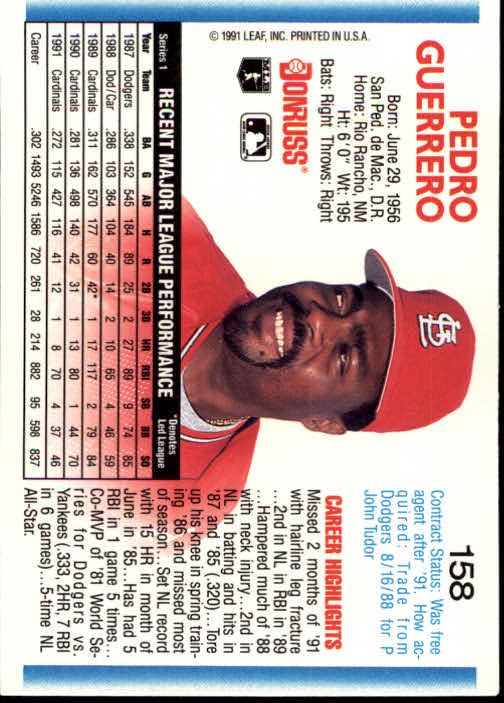 158
PEDRO
GUERRERO
Born: June 29, 1956
San Ped. de Mac., D.R.
Home: Rio Rancho, NM
Ht: 6' 0" Wt: 195
Bats: Right Throws: Right
DONRUSS®
© 1991 LEAF, INC. PRINTED IN U.S.A.
StL
Contract Status: Was free
agent after '91. How ac-
quired: Trade from
Dodgers 8/16/88 for P
John Tudor
CAREER HIGHLIGHTS
Missed 2 months of '91
with hairline leg fracture
...2nd in NL in RBI in '89
...Hampered much of '88
with neck injury...2nd in
NL in batting and hits in
'87 and '85 (.320)... Tore
up his knee in spring train-
ing '86 and missed most
of season...Set NL record
with 15 HR in month of
June in '85...Has had 5
RBI in 1 game 5 times...
Co-MVP of '81 World Se-
ries for Dodgers vs.
Yankees (.333, 2HR, 7 RBI
in 6 games)...5-time NL
All-Star.
Series 1 RECENT MAJOR LEAGUE PERFORMANCE *Denotes
Led League
Year Team BA G AB H R 2B 3B HR RBI SB BB SO
1987 Dodgers .338 152 545 184 89 25 2 27 89 9 74 85
1988 Dod/Car .286 103 364 104 40 14 2 10 65 4 46 59
1989 Cardinals .311 162 570 177 60 42* 1 17 117 2 79 84
1990 Cardinals .281 136 498 140 42 31 1 13 80 1 44 70
1991 Cardinals .272 115 427 116 41 12 1 8 70 4 37 46
Career .302 1493 5246 1586 720 261 28 214 882 95 598 837